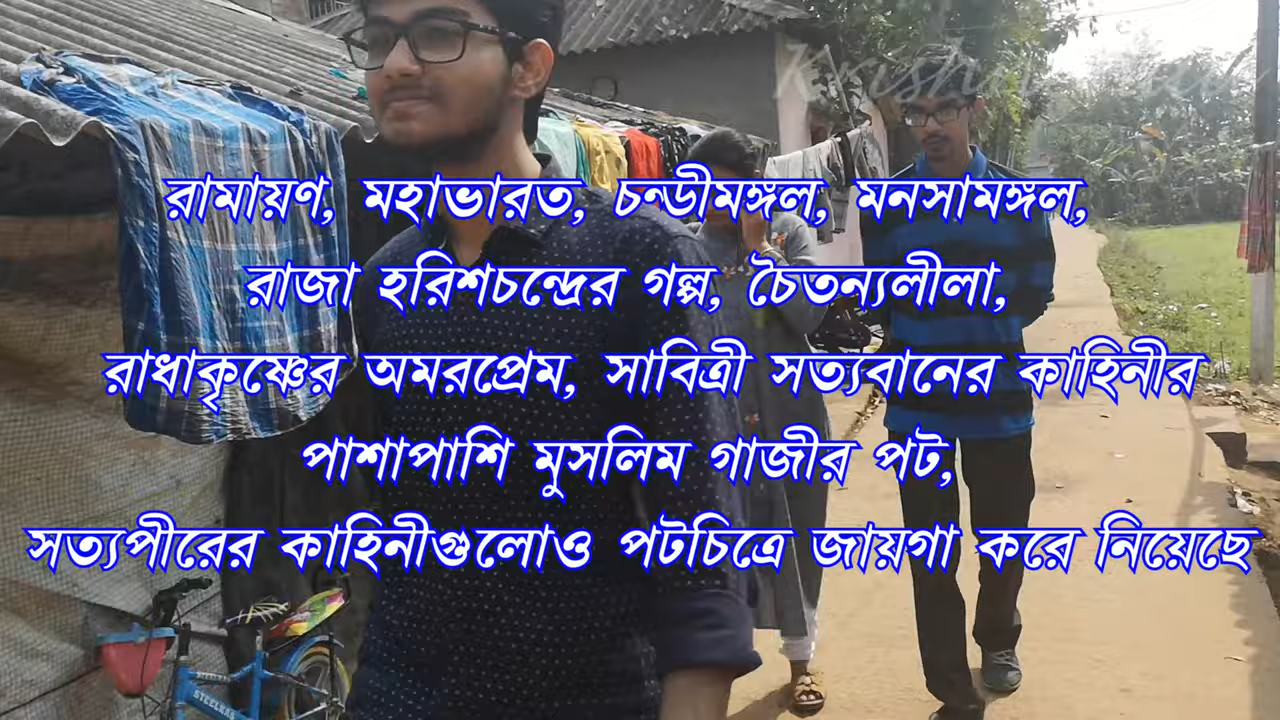 রামায়ণ, মহাভারত, চন্ডীমঙ্গল, মনসামঙ্গল,
রাজা হরিশচন্দ্রের গল্প, চৈতন্যলীলা,
রাধাকৃষ্ণের অমরপ্রেম, সাবিত্রী সত্যবানের কাহিনীর
পাশাপাশি মুসলিম গাজীর পট,
সত্যপীরের কাহিনীগুলোও পটচিত্রে জায়গা করে নিয়েছে